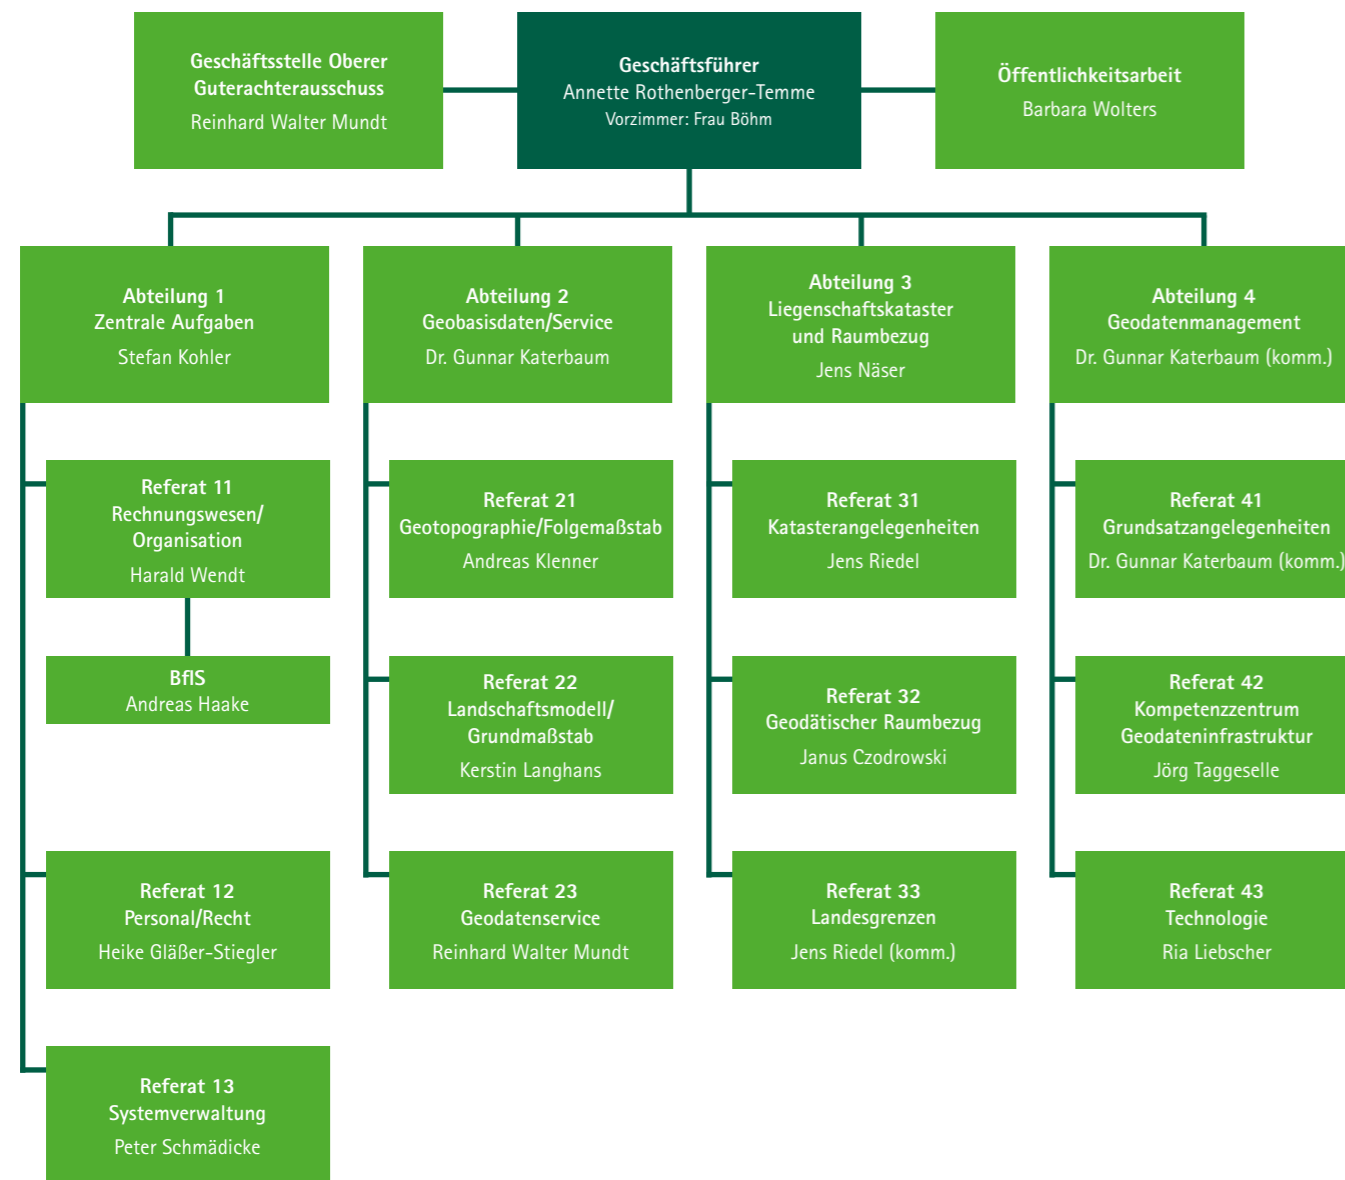 Geschäftsstelle Oberer
Guterachterausschuss
Reinhard Walter Mundt
Geschäftsführer
Annette Rothenberger-Temme
Vorzimmer: Frau Böhm
Öffentlichkeitsarbeit
Barbara Wolters
Abteilung 1
Zentrale Aufgaben
Stefan Kohler
Abteilung 2
Geobasisdaten/Service
Dr. Gunnar Katerbaum
Abteilung 3
Liegenschaftskataster
und Raumbezug
Jens Näser
Abteilung 4
Geodatenmanagement
Dr. Gunnar Katerbaum (komm.)
Referat 11
Rechnungswesen/
Organisation
Harald Wendt
Referat 21
Geotopographie/Folgemaßstab
Andreas Klenner
Referat 31
Katasterangelegenheiten
Jens Riedel
Referat 41
Grundsatzangelegenheiten
Dr. Gunnar Katerbaum (komm.)
BfIS
Andreas Haake
Referat 22
Landschaftsmodell/
Grundmaßstab
Kerstin Langhans
Referat 32
Geodätischer Raumbezug
Janus Czodrowski
Referat 42
Kompetenzzentrum
Geodateninfrastruktur
Jörg Taggeselle
Referat 12
Personal/Recht
Heike Gläßer-Stiegler
Referat 23
Geodatenservice
Reinhard Walter Mundt
Referat 33
Landesgrenzen
Jens Riedel (komm.)
Referat 43
Technologie
Ria Liebscher
Referat 13
Systemverwaltung
Peter Schmädicke